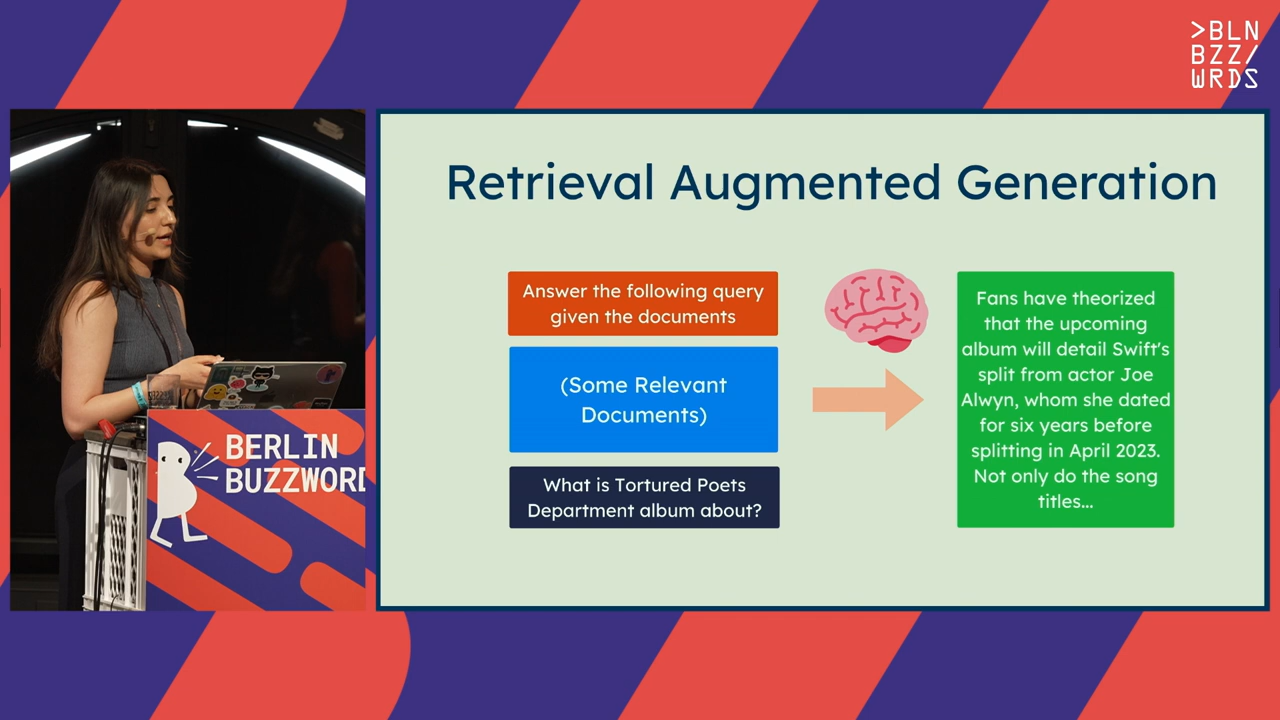 >BLN
BZZ/
WRDS
Retrieval Augmented Generation
Answer the following query
given the documents
(Some Relevant
Documents)
What is Tortured Poets
Department album about?
Fans have theorized
that the upcoming
album will detail Swift's
split from actor Joe
Alwyn, whom she dated
for six years before
splitting in April 2023.
Not only do the song
titles...
BERLIN
BUZZWORD